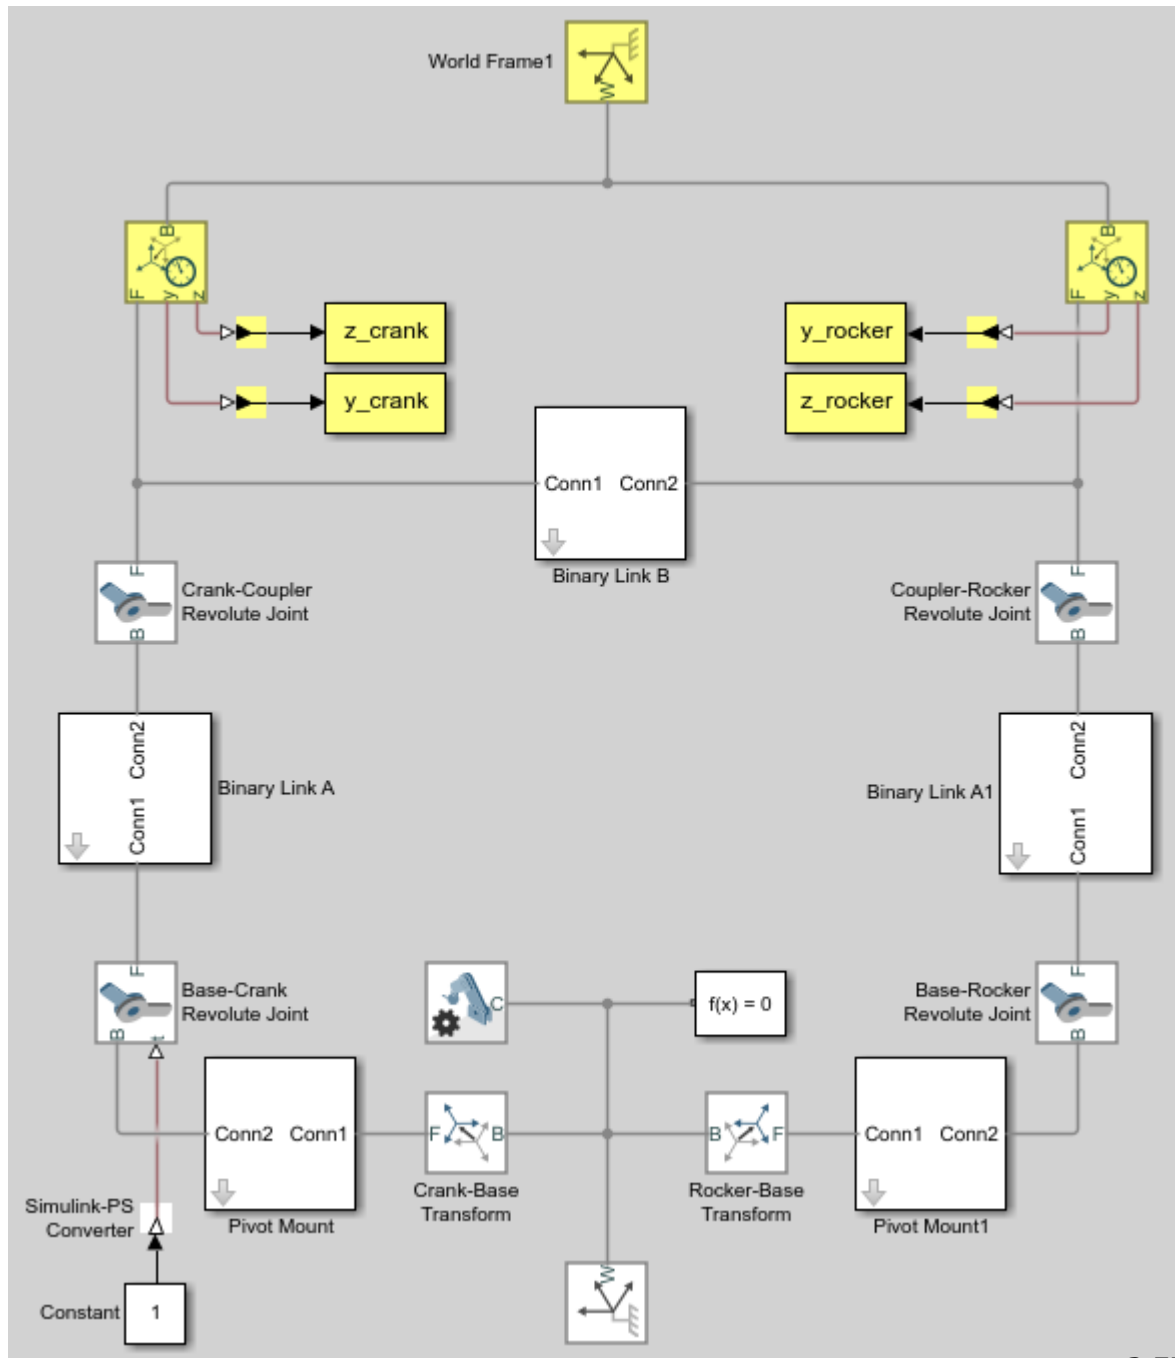 World Frame1
W
B
B
F y z
F y z
z_crank
y_rocker
y_crank
z_rocker
Conn1 Conn2
Binary Link B
F
Crank-Coupler
Revolute Joint
B
F
Coupler-Rocker
Revolute Joint
B
Conn2
Conn1
Binary Link A
Conn2
Conn1
Binary Link A1
F
Base-Crank
Revolute Joint
B t
C
f(x) = 0
F
Base-Rocker
Revolute Joint
B
Conn2 Conn1
F B
B F
Conn1 Conn2
Crank-Base
Transform
Rocker-Base
Transform
Simulink-PS
Converter
Pivot Mount
Pivot Mount1
W
Constant
1